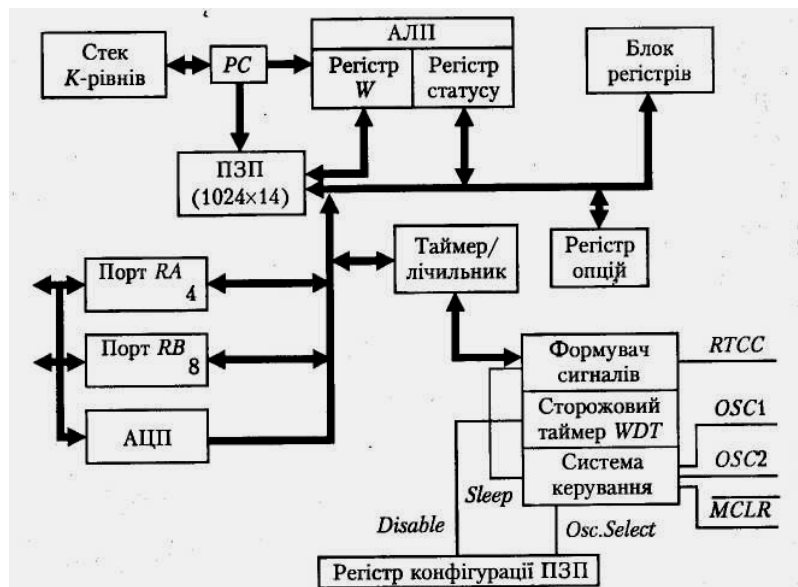 АЛП
Стек
K-рівнів
PC
Регістр
W
Регістр
статусу
Блок
регістрів
ПЗП
(1024×14)
Таймер/
лічильник
Регістр
опцій
Порт RA
4
Порт RB
8
АЦП
Формувач
сигналів
RTCC
Сторожовий
таймер WDT
OSC1
Система
керування
OSC2
MCLR
Sleep
Disable
Osc.Select
Регістр конфігурації ПЗП